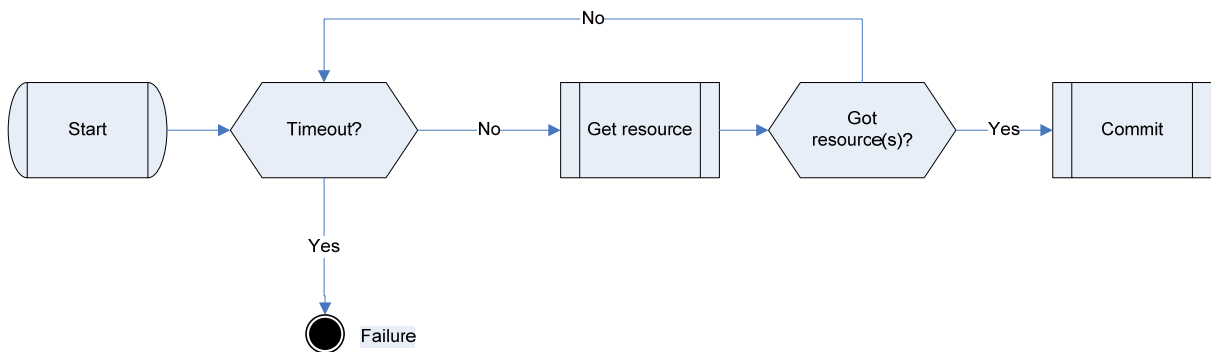 No
Start
Timeout?
No
Get resource
Got
resource(s)?
Yes
Commit
Yes
Failure